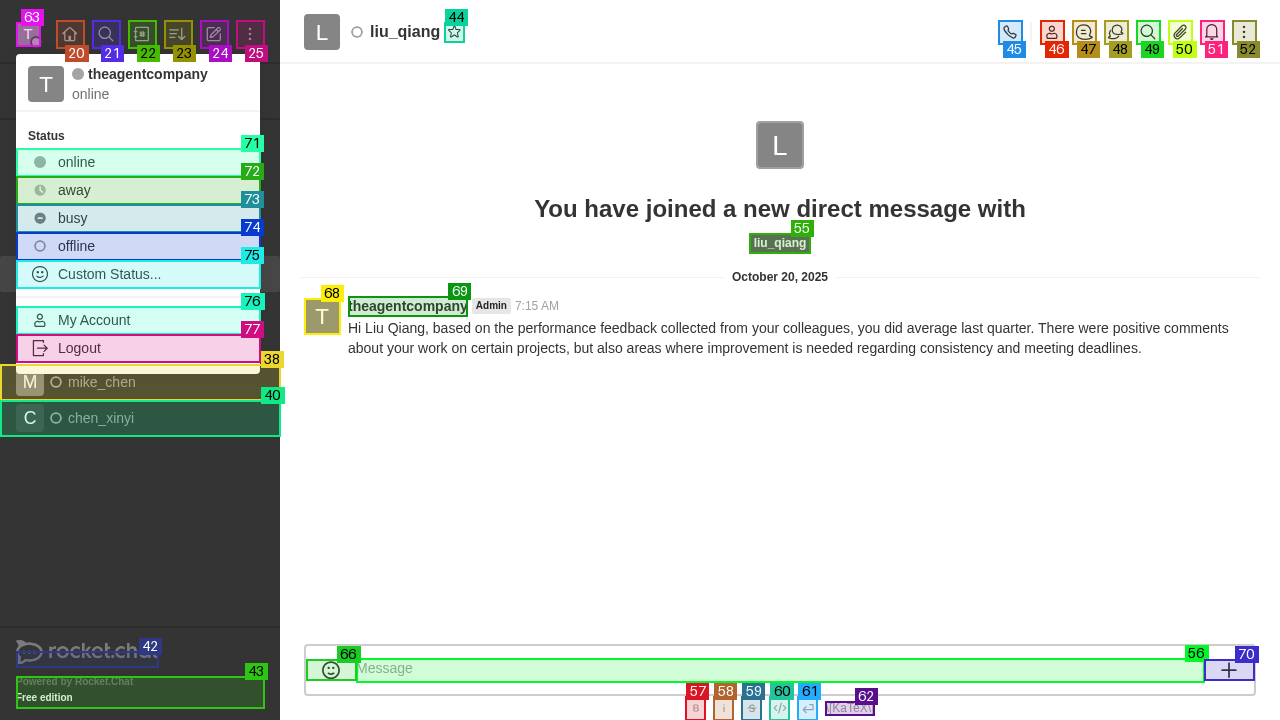 63
T
20
21
22
23
24
25
T
theagentcompany
online
Status
71
online
72
away
73
busy
74
offline
75
Custom Status...
76
My Account
77
Logout
38
M
mike_chen
40
C
chen_xinyi
42
rocket.chat
43
Powered by Rocket.Chat
Free edition
L
liu_qiang
44
45
46
47
48
49
50
51
52
L
You have joined a new direct message with
55
liu_qiang
October 20, 2025
68
T
69
theagentcompany Admin 7:15 AM
Hi Liu Qiang, based on the performance feedback collected from your colleagues, you did average last quarter. There were positive comments
about your work on certain projects, but also areas where improvement is needed regarding consistency and meeting deadlines.
66
Message
56
70
57
58
59
60
61
62
B
i
S
</>
\[KaTeX\]